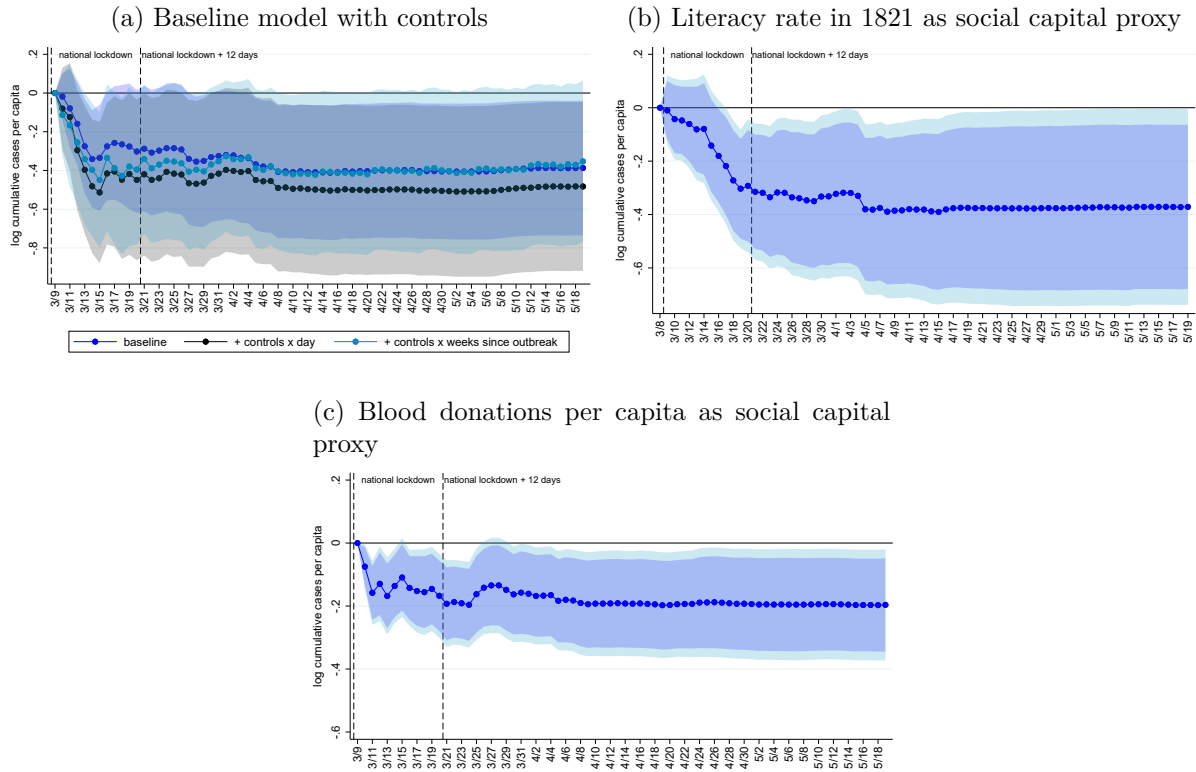 (a) Baseline model with controls
national lockdown
national lockdown + 12 days
log cumulative cases per capita
.2
0
-.2
-.4
-.6
-.8
3/9 3/11 3/13 3/15 3/17 3/19 3/21 3/23 3/25 3/27 3/29 3/31 4/2 4/4 4/6 4/8 4/10 4/12 4/14 4/16 4/18 4/20 4/22 4/24 4/26 4/28 4/30 5/2 5/4 5/6 5/8 5/10 5/12 5/14 5/16 5/18
baseline + controls x day + controls x weeks since outbreak
(b) Literacy rate in 1821 as social capital proxy
national lockdown
national lockdown + 12 days
log cumulative cases per capita
.2
0
-.2
-.4
-.6
3/8 3/10 3/12 3/14 3/16 3/18 3/20 3/22 3/24 3/26 3/28 3/30 4/1 4/3 4/5 4/7 4/9 4/11 4/13 4/15 4/17 4/19 4/21 4/23 4/25 4/27 4/29 5/1 5/3 5/5 5/7 5/9 5/11 5/13 5/15 5/17 5/19
(c) Blood donations per capita as social capital
proxy
national lockdown
national lockdown + 12 days
log cumulative cases per capita
.2
0
-.2
-.4
-.6
3/9 3/11 3/13 3/15 3/17 3/19 3/21 3/23 3/25 3/27 3/29 3/31 4/2 4/4 4/6 4/8 4/10 4/12 4/14 4/16 4/18 4/20 4/22 4/24 4/26 4/28 4/30 5/2 5/4 5/6 5/8 5/10 5/12 5/14 5/16 5/18